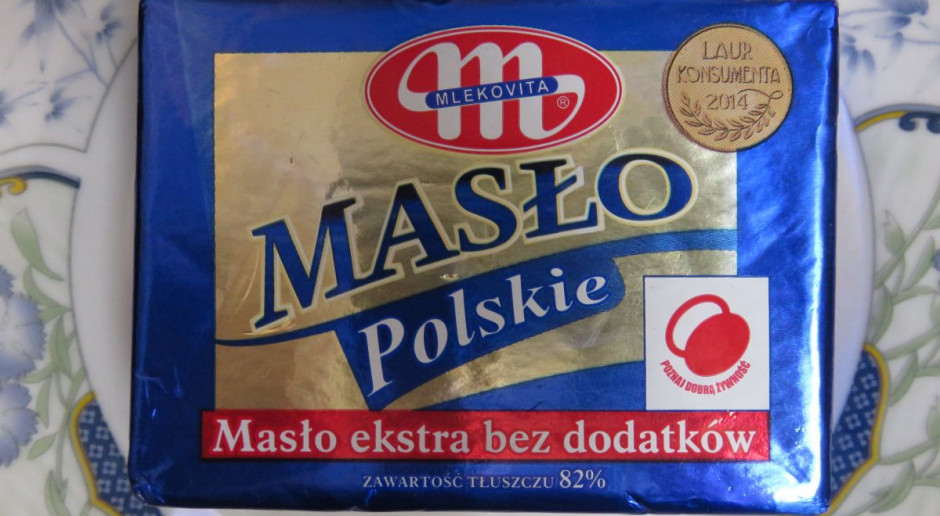 MLEKOVITA ®
LAUR
KONSUMENTA
2014
MASŁO
Polskie
POZNAJ DOBRĄ ŻYWNOŚĆ
Masło ekstra bez dodatków
ZAWARTOŚĆ TŁUSZCZU 82%